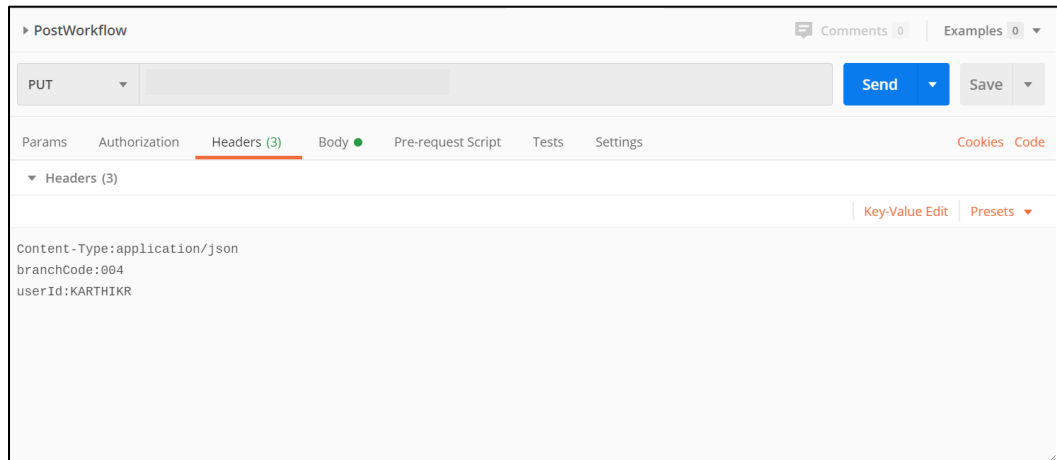 PostWorkflow Comments 0 Examples 0
PUT Send Save
Params Authorization Headers (3) Body Pre-request Script Tests Settings Cookies Code
Headers (3)
Key-Value Edit Presets
Content-Type:application/json
branchCode:004
userId:KARTHIKR